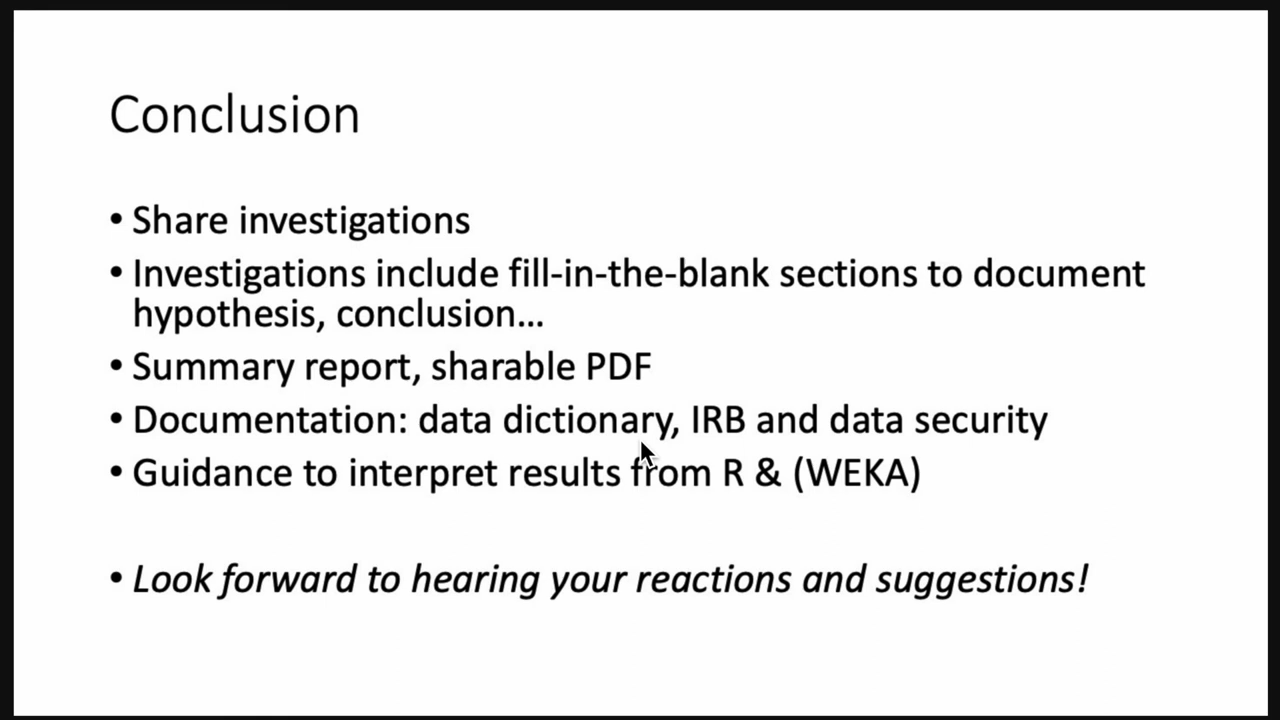 Conclusion
• Share investigations
• Investigations include fill-in-the-blank sections to document
hypothesis, conclusion...
• Summary report, sharable PDF
• Documentation: data dictionary, IRB and data security
• Guidance to interpret results from R & (WEKA)
• Look forward to hearing your reactions and suggestions!